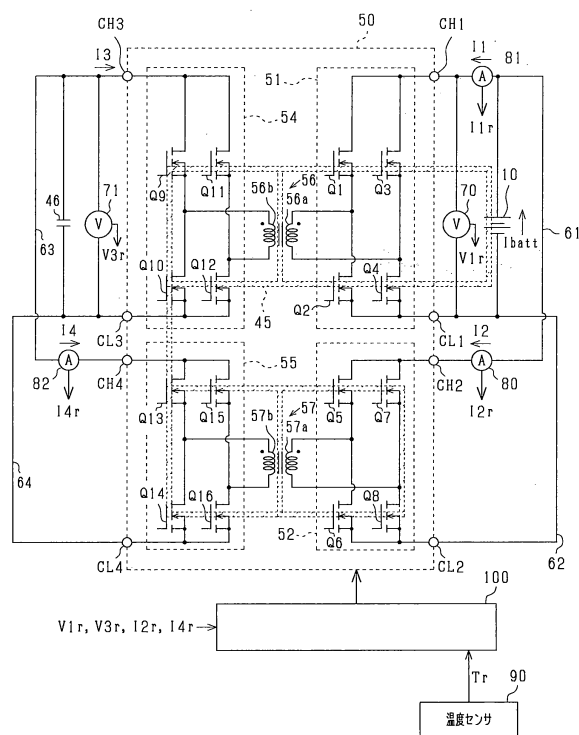 50
CH3
CH1
I3
I1
81
A
I1r
51
54
Q9
Q11
Q1
Q3
56b
56
56a
10
46
71
V
V3r
63
70
V
V1r
Ibatt
61
Q10
Q12
Q2
Q4
45
I4
CL3
CL1
I2
A
82
CH4
CH2
A
80
I4r
I2r
55
Q13
Q15
57b
57
57a
Q5
Q7
64
Q14
Q16
52
Q8
Q6
CL4
CL2
62
100
V1r, V3r, I2r, I4r
Tr
90
温度センサ